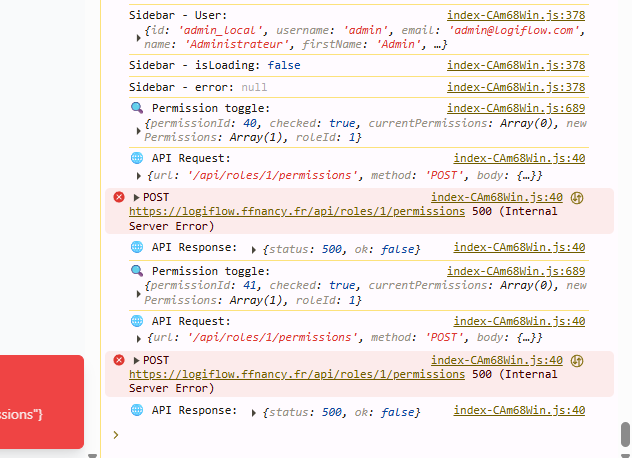 Sidebar - User: index-CAm68Win.js:378
{id: 'admin_local', username: 'admin', email: 'admin@logiflow.com',
name: 'Administrateur', firstName: 'Admin', …}
Sidebar - isLoading: false index-CAm68Win.js:378
Sidebar - error: null index-CAm68Win.js:378
🔍 Permission toggle: index-CAm68Win.js:689
{permissionId: 40, checked: true, currentPermissions: Array(0), new
Permissions: Array(1), roleId: 1}
🌐 API Request: index-CAm68Win.js:40
{url: '/api/roles/1/permissions', method: 'POST', body: {…}}
POST index-CAm68Win.js:40
https://logiflow.ffnancy.fr/api/roles/1/permissions 500 (Internal
Server Error)
🌐 API Response: {status: 500, ok: false} index-CAm68Win.js:40
🔍 Permission toggle: index-CAm68Win.js:689
{permissionId: 41, checked: true, currentPermissions: Array(0), new
Permissions: Array(1), roleId: 1}
🌐 API Request: index-CAm68Win.js:40
{url: '/api/roles/1/permissions', method: 'POST', body: {…}}
POST index-CAm68Win.js:40
https://logiflow.ffnancy.fr/api/roles/1/permissions 500 (Internal
Server Error)
🌐 API Response: {status: 500, ok: false} index-CAm68Win.js:40
ssions"}